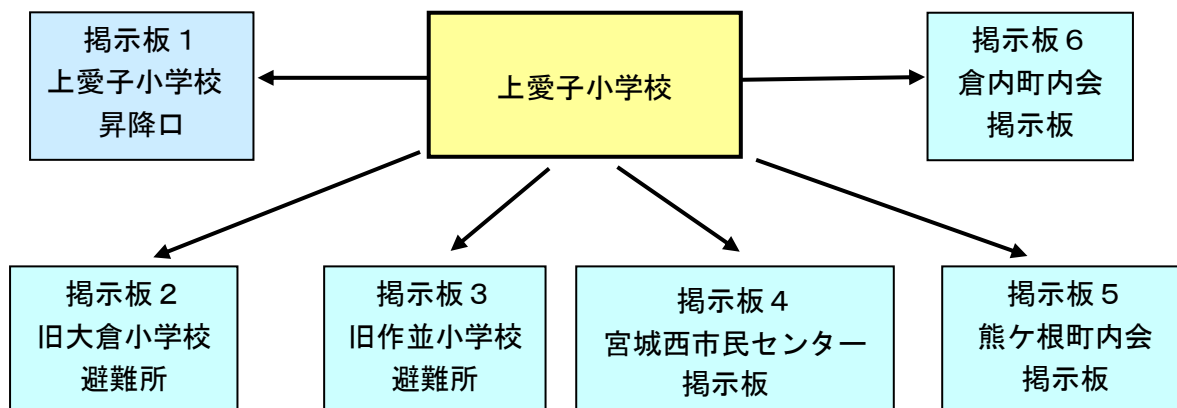 掲示板１
上愛子小学校
昇降口
上愛子小学校
掲示板６
倉内町内会
掲示板
掲示板２
旧大倉小学校
避難所
掲示板３
旧作並小学校
避難所
掲示板４
宮城西市民センター
掲示板
掲示板５
熊ケ根町内会
掲示板